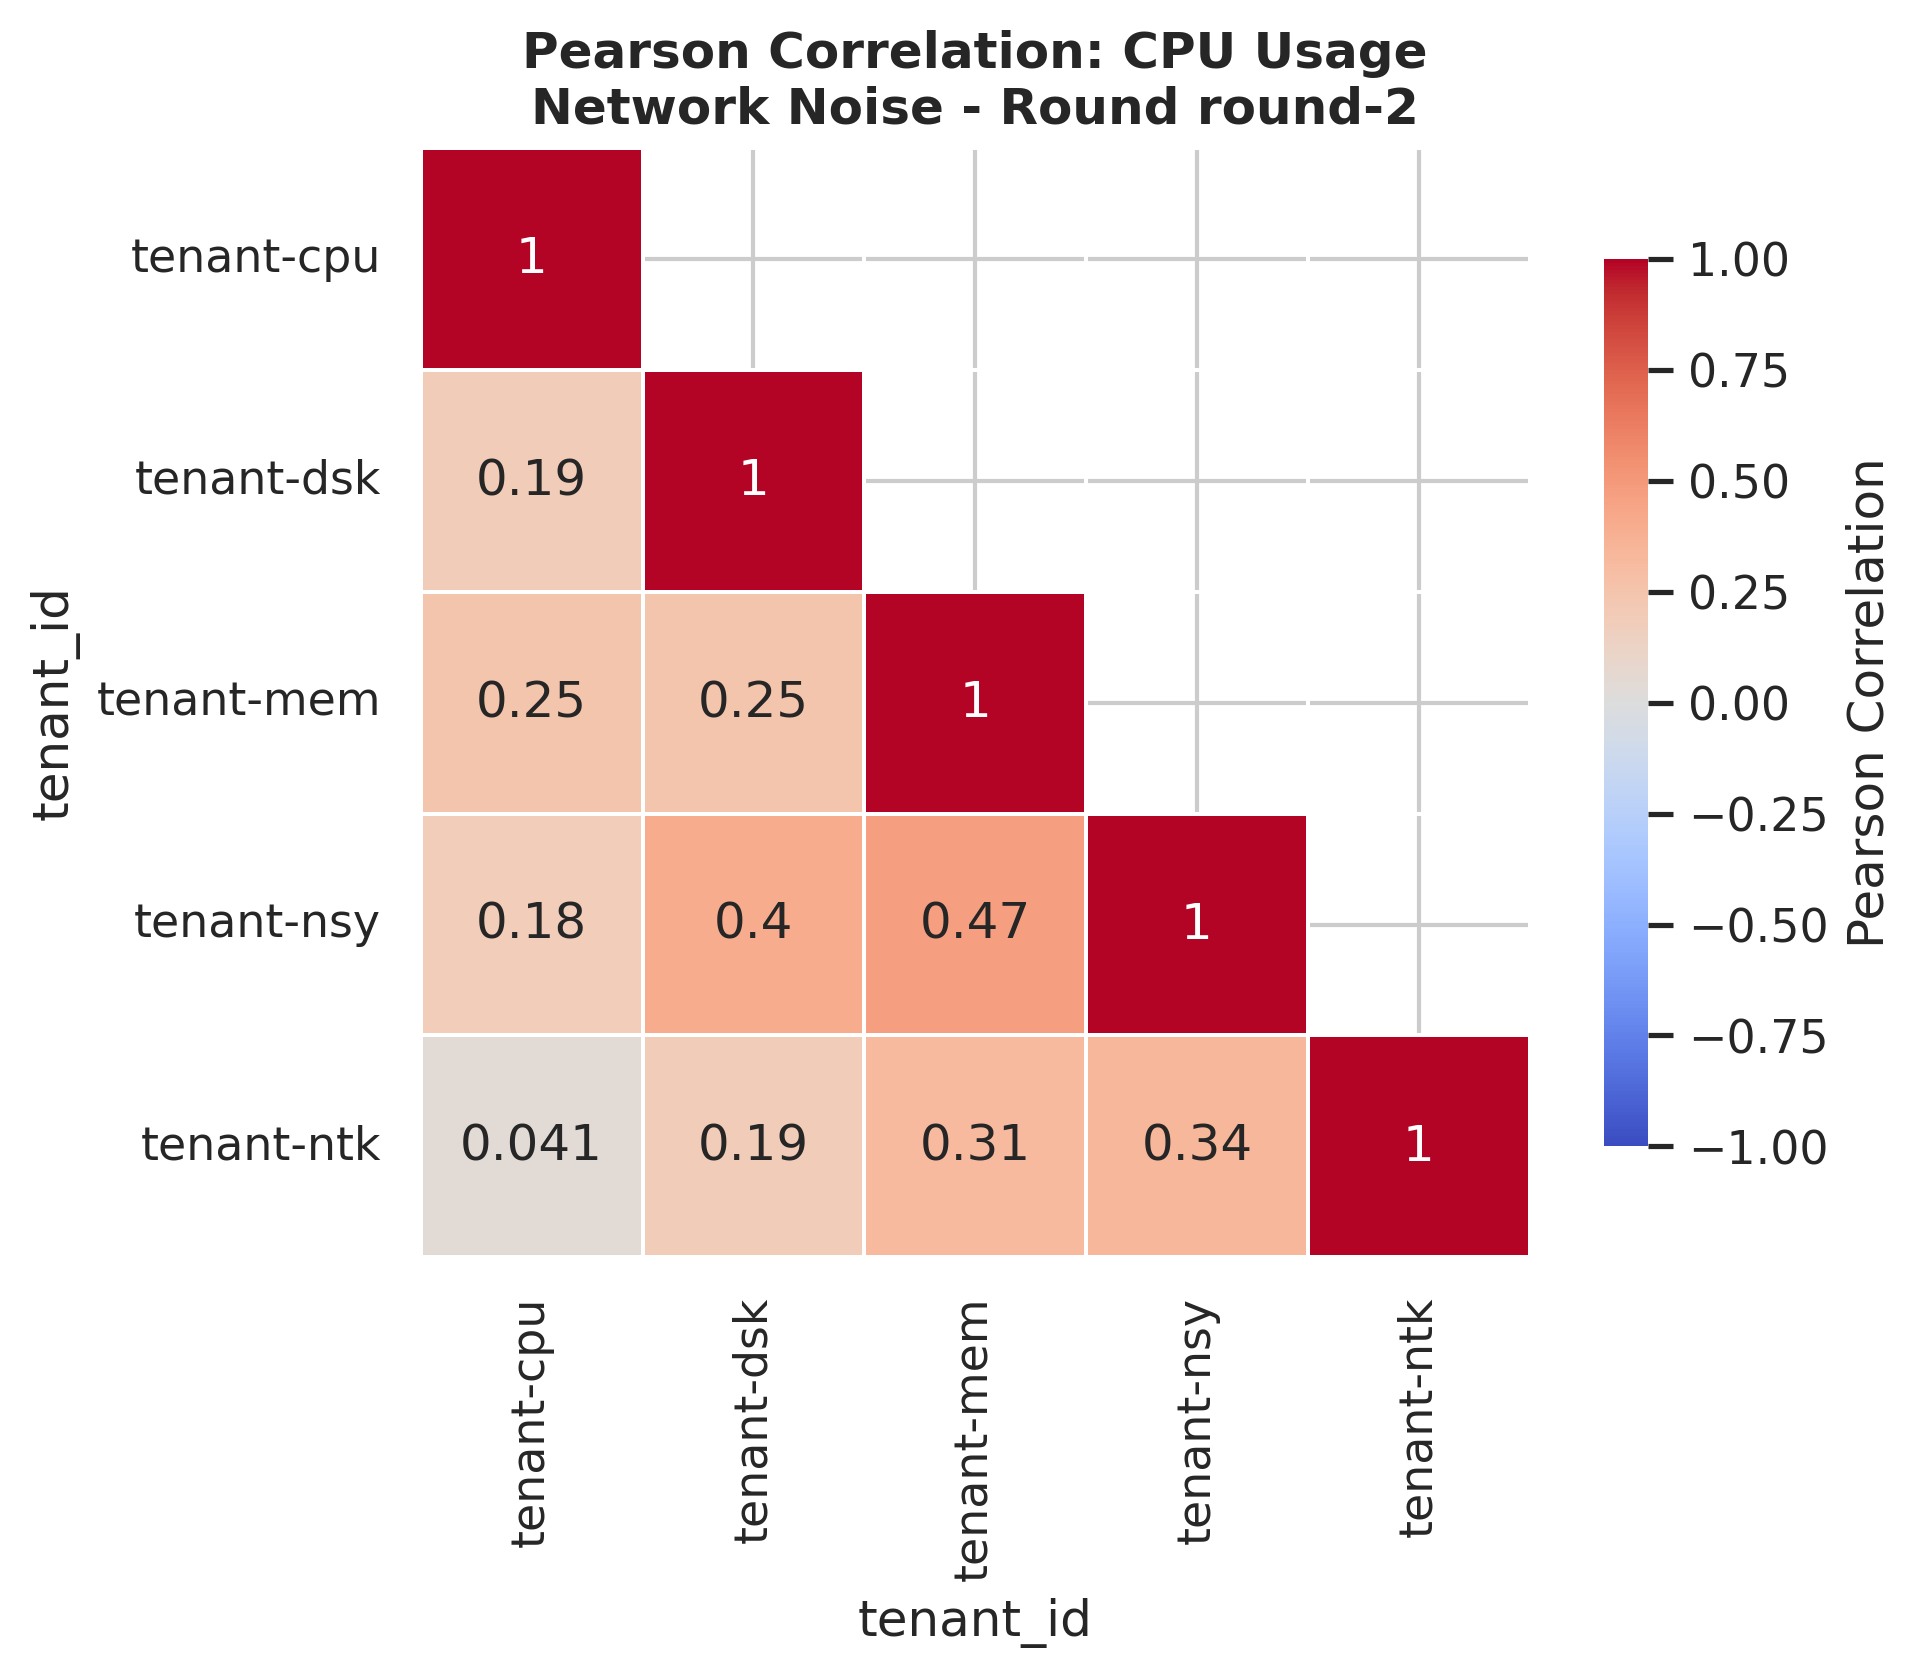 Pearson Correlation: CPU Usage
Network Noise - Round round-2
tenant_id
tenant-cpu
1
tenant-dsk
0.19
1
tenant-mem
0.25
0.25
1
tenant-nsy
0.18
0.4
0.47
1
tenant-ntk
0.041
0.19
0.31
0.34
1
tenant-cpu
tenant-dsk
tenant-mem
tenant-nsy
tenant-ntk
tenant_id
1.00
0.75
0.50
0.25
0.00
−0.25
−0.50
−0.75
−1.00
Pearson Correlation